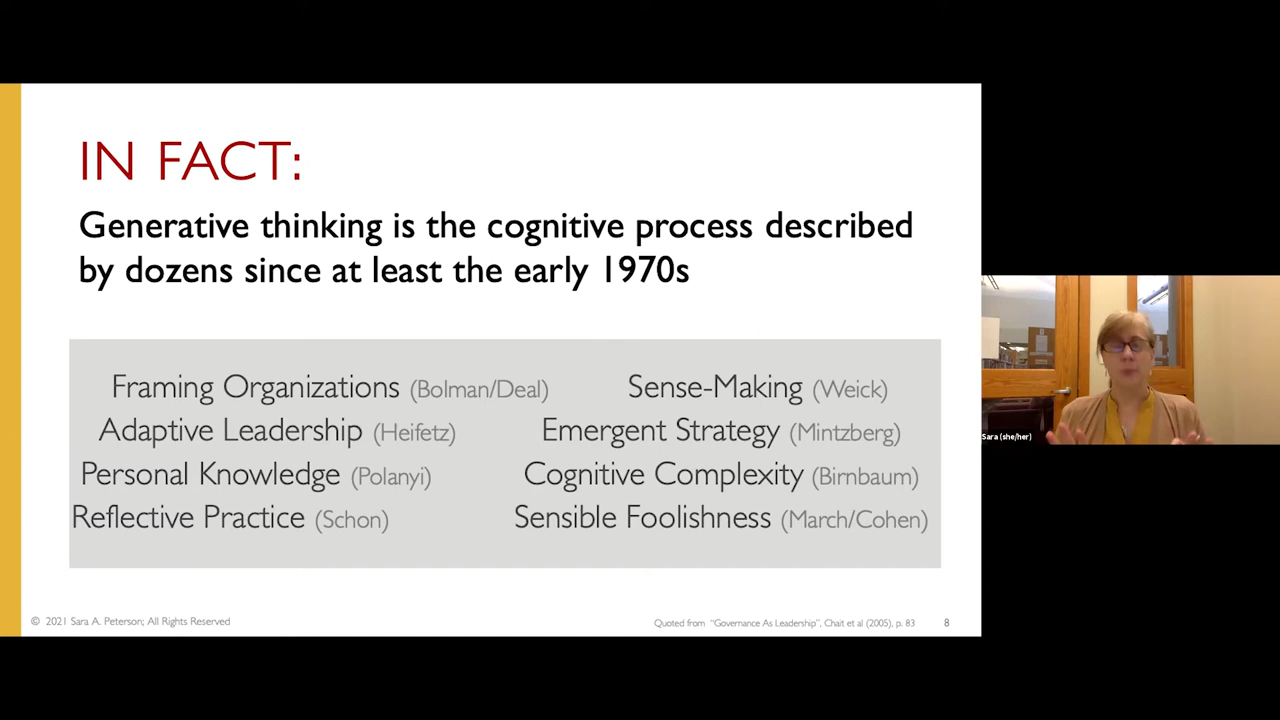 IN FACT:
Generative thinking is the cognitive process described
by dozens since at least the early 1970s
Framing Organizations (Bolman/Deal) Sense-Making (Weick)
Adaptive Leadership (Heifetz) Emergent Strategy (Mintzberg)
Personal Knowledge (Polanyi) Cognitive Complexity (Birnbaum)
Reflective Practice (Schon) Sensible Foolishness (March/Cohen)
Sara (she/her)
© 2021 Sara A. Peterson; All Rights Reserved
Quoted from "Governance As Leadership", Chait et al (2005), p. 83 8